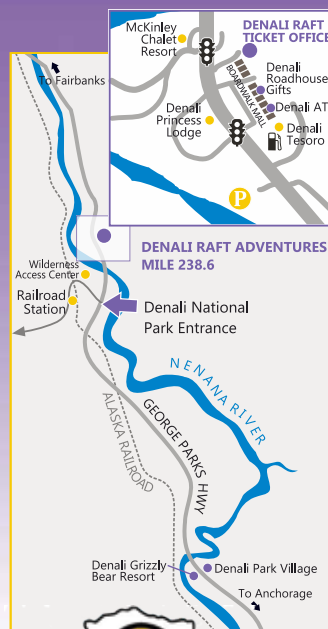 McKinley
Chalet
Resort
DENALI RAFT
TICKET OFFICE
Denali
Roadhouse
Gifts
BOARDWALK MALL
Denali AT
Denali
Princess
Lodge
Denali
Tesoro
P
To Fairbanks
DENALI RAFT ADVENTURES
MILE 238.6
Wilderness
Access Center
Railroad
Station
Denali National
Park Entrance
NENANA RIVER
ALASKA RAILROAD
GEORGE PARKS HWY
Denali Grizzly
Bear Resort
Denali Park Village
To Anchorage